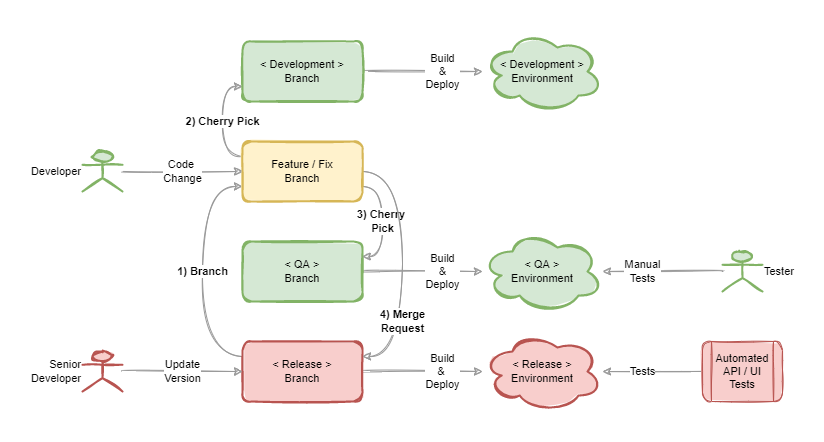 < Development >
Branch
Build
&
Deploy
< Development >
Environment
2) Cherry Pick
Developer
Code
Change
Feature / Fix
Branch
3) Cherry
Pick
1) Branch
< QA >
Branch
Build
&
Deploy
< QA >
Environment
Manual
Tests
Tester
4) Merge
Request
Senior
Developer
Update
Version
< Release >
Branch
Build
&
Deploy
< Release >
Environment
Tests
Automated
API / UI
Tests